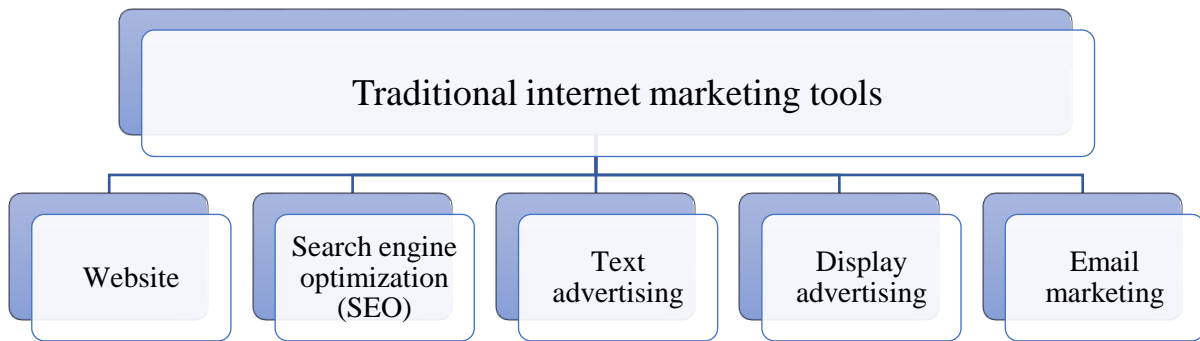 Traditional internet marketing tools
Website
Search engine
optimization
(SEO)
Text
advertising
Display
advertising
Email
marketing